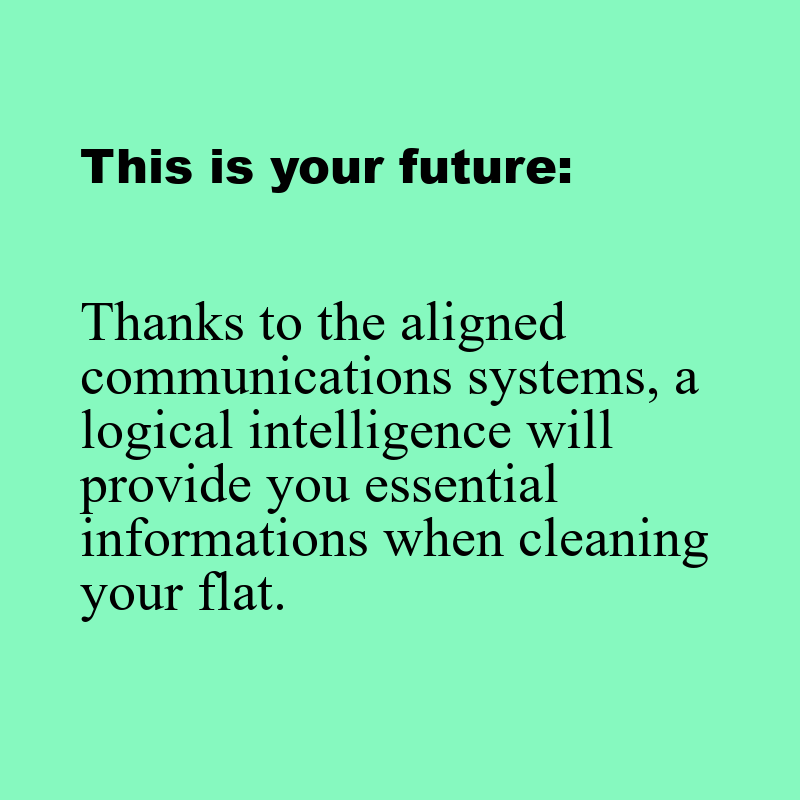 This is your future:
Thanks to the aligned
communications systems, a
logical intelligence will
provide you essential
informations when cleaning
your flat.